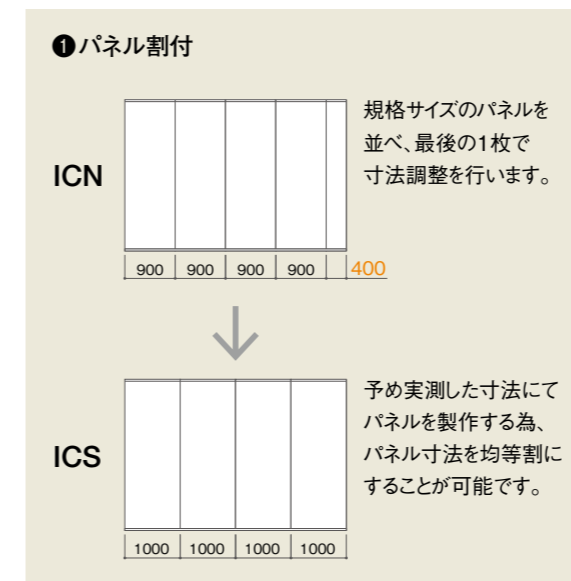 ❶パネル割付
ICN
規格サイズのパネルを
並べ、最後の1枚で
寸法調整を行います。
900 900 900 900 400
ICS
予め実測した寸法にて
パネルを製作する為、
パネル寸法を均等割に
することが可能です。
1000 1000 1000 1000